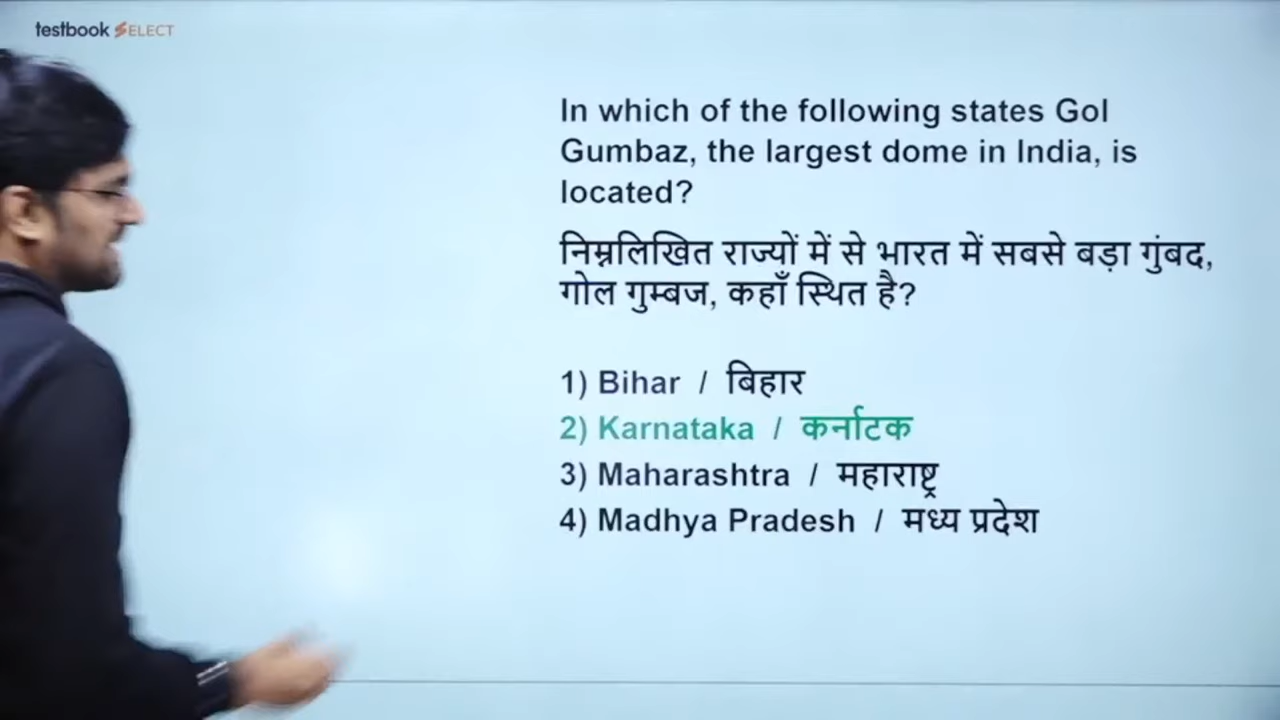 testbook SELECT
In which of the following states Gol
Gumbaz, the largest dome in India, is
located?
निम्नलिखित राज्यों में से भारत में सबसे बड़ा गुंबद,
गोल गुम्बज, कहाँ स्थित है?
1) Bihar / बिहार
2) Karnataka / कर्नाटक
3) Maharashtra / महाराष्ट्र
4) Madhya Pradesh / मध्य प्रदेश